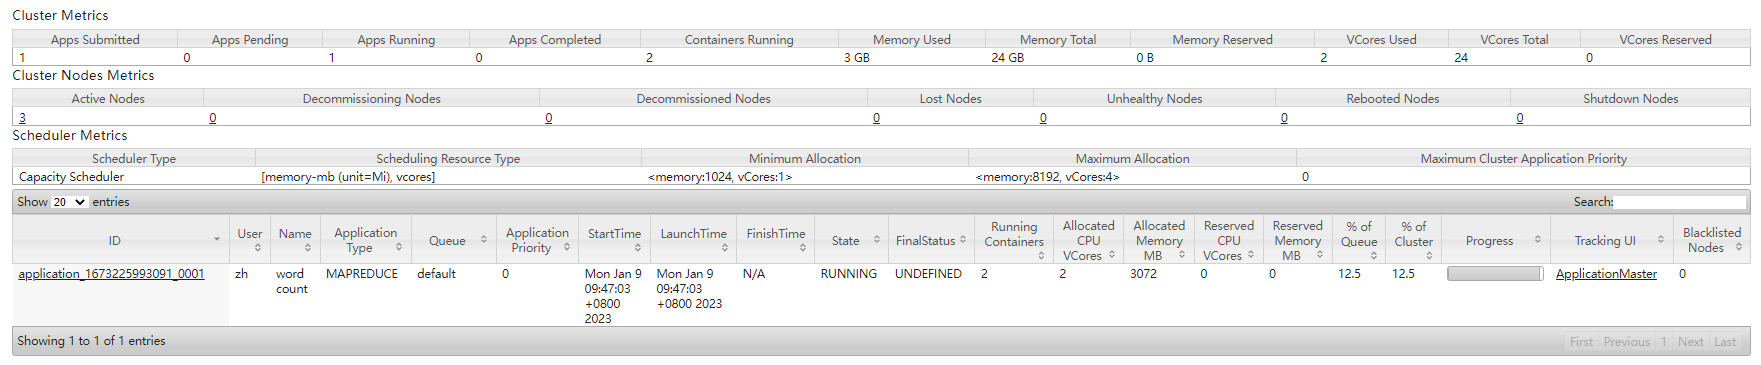 Cluster Metrics
Apps Submitted Apps Pending Apps Running Apps Completed Containers Running Memory Used Memory Total Memory Reserved VCores Used VCores Total VCores Reserved
1 0 1 0 2 3 GB 24 GB 0 B 2 24 0
Cluster Nodes Metrics
Active Nodes Decommissioning Nodes Decommissioned Nodes Lost Nodes Unhealthy Nodes Rebooted Nodes Shutdown Nodes
3 0 0 0 0 0 0
Scheduler Metrics
Scheduler Type Scheduling Resource Type Minimum Allocation Maximum Allocation Maximum Cluster Application Priority
Capacity Scheduler [memory-mb (unit=Mi), vcores] <memory:1024, vCores:1> <memory:8192, vCores:4> 0
Show 20 entries Search:
ID User Name Application Type Queue Application Priority StartTime LaunchTime FinishTime State FinalStatus Running Containers Allocated CPU VCores Allocated Memory MB Reserved CPU VCores Reserved Memory MB % of Queue % of Cluster Progress Tracking UI Blacklisted Nodes
application_1673225993091_0001 zh word count MAPREDUCE default 0 Mon Jan 9 09:47:03 +0800 2023 Mon Jan 9 09:47:03 +0800 2023 N/A RUNNING UNDEFINED 2 2 3072 0 0 12.5 12.5 ApplicationMaster 0
Showing 1 to 1 of 1 entries First Previous 1 Next Last